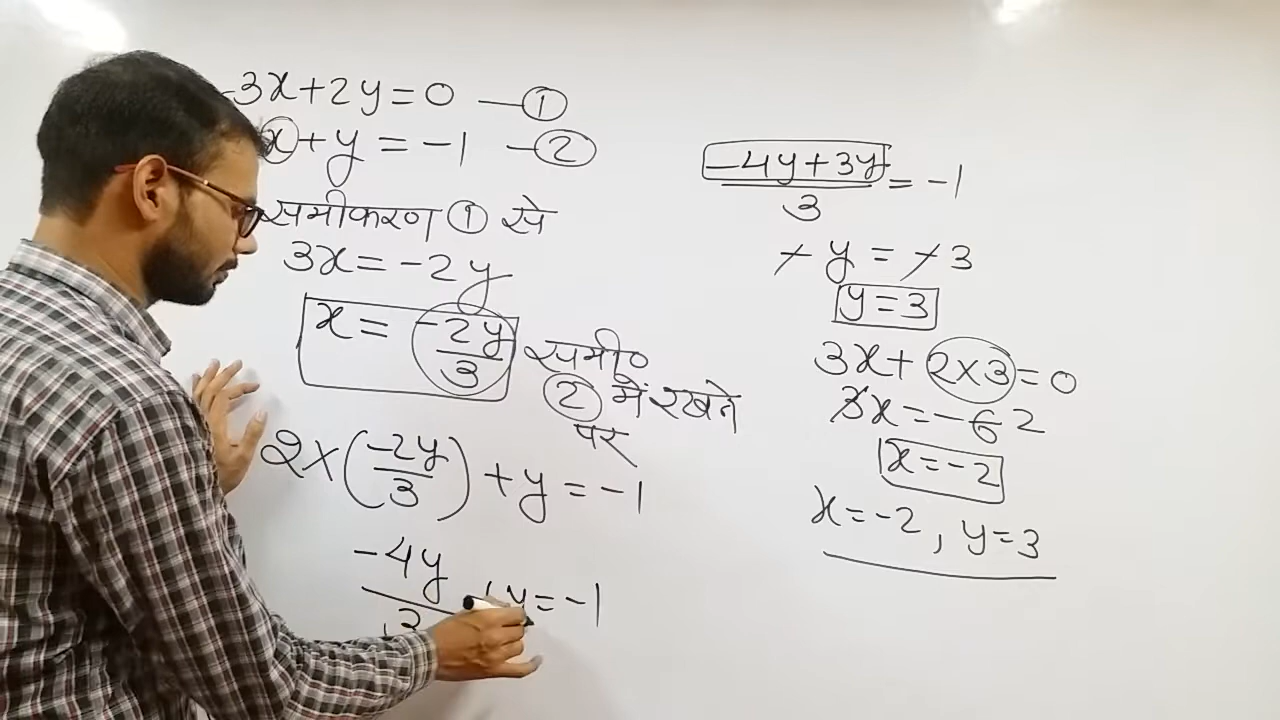 3x+2y=0 —①
x+y=-1 -②
समीकरण ① से
3x=-2y
x= -2y/3 समी०
② में रखने
पर
2×(-2y/3)+y=-1
-4y/3 + y=-1
-4y+3y/3=-1
-y=-3
y=3
3x+2×3=0
3x=-6 2
x=-2
x=-2, y=3